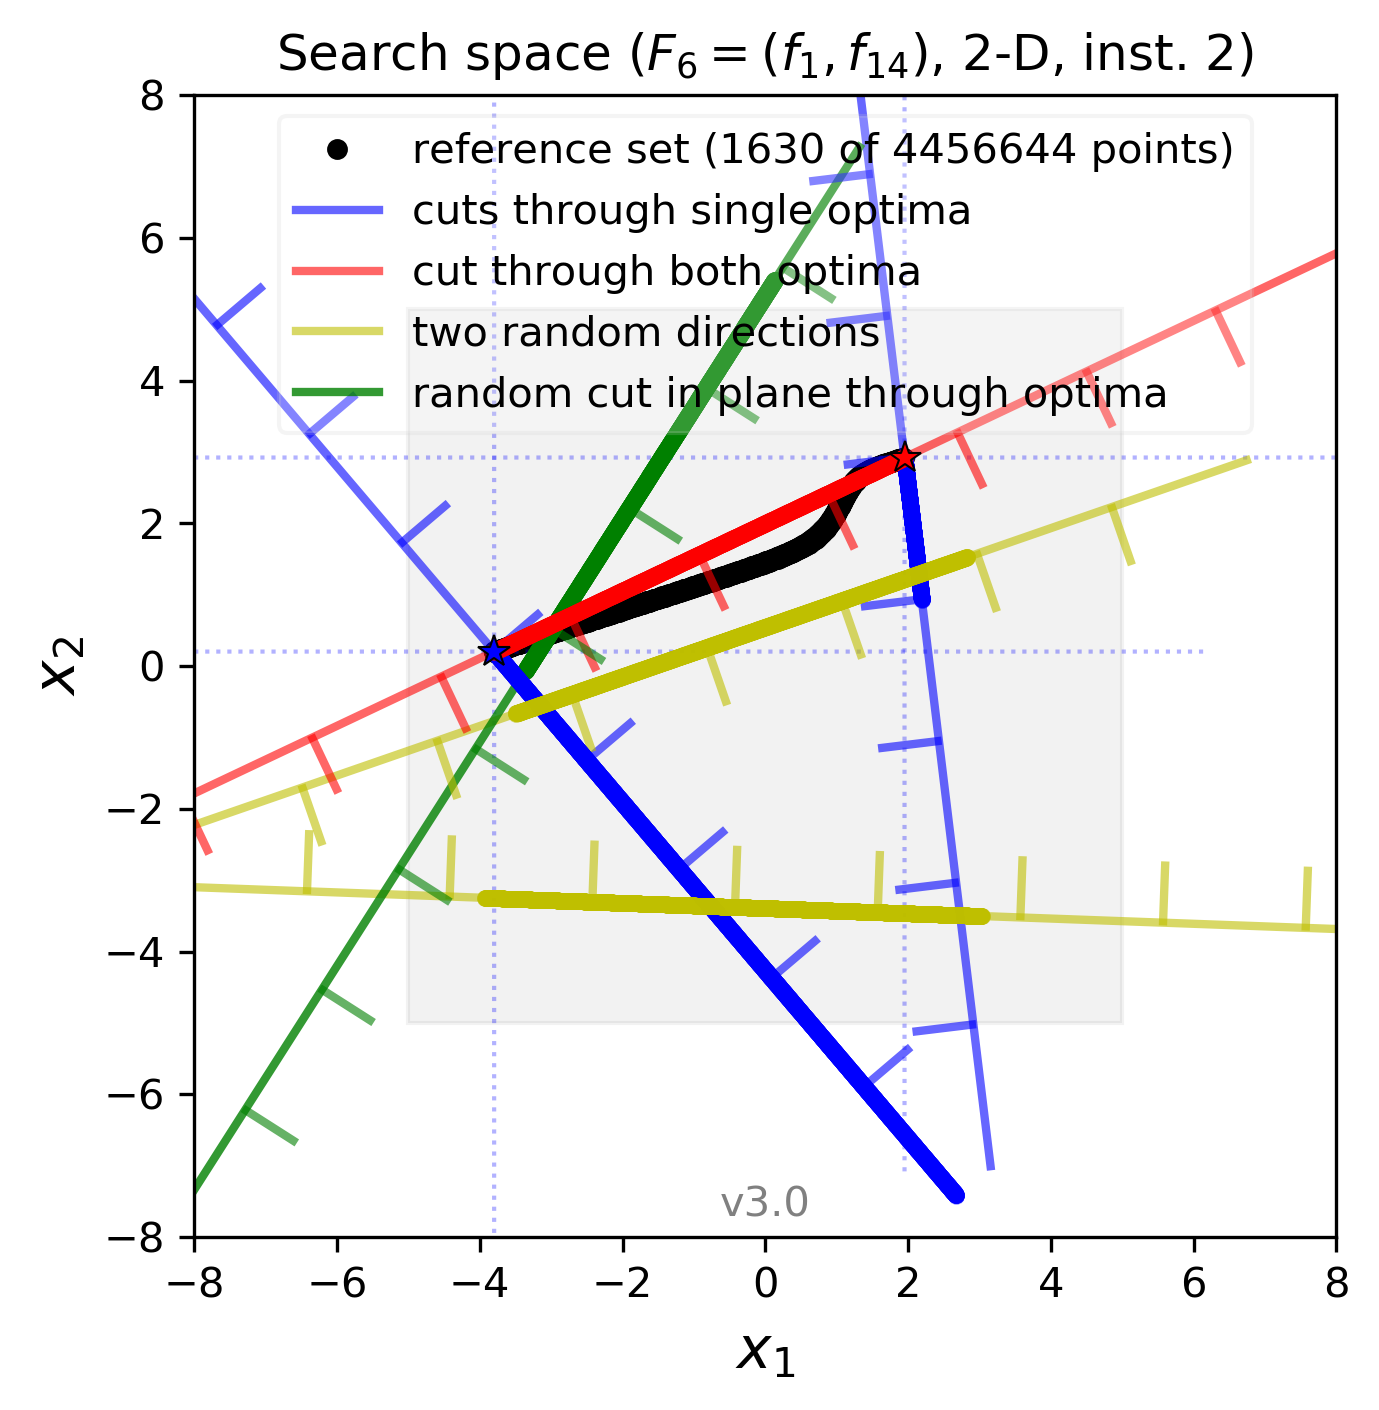 Search space (F₆ = (f₁, f₁₄), 2-D, inst. 2)
reference set (1630 of 4456644 points)
cuts through single optima
cut through both optima
two random directions
random cut in plane through optima
8
6
4
2
0
−2
−4
−6
−8
x₂
v3.0
−8 −6 −4 −2 0 2 4 6 8
x₁